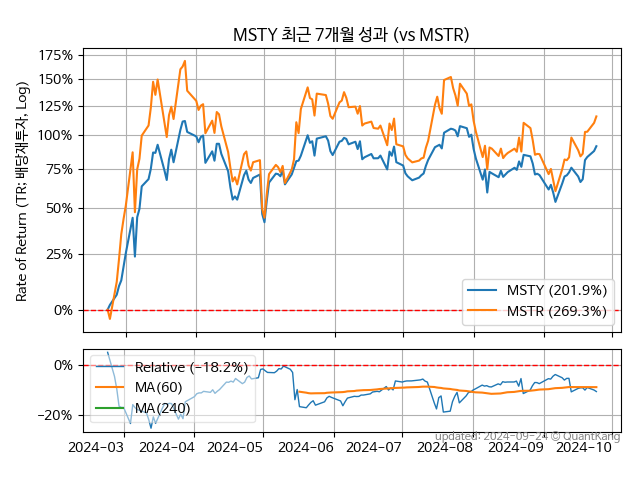 MSTY 최근 7개월 성과 (vs MSTR)
Rate of Return (TR: 배당재투자, Log)
175%
150%
125%
100%
75%
50%
25%
0%
MSTY (201.9%)
MSTR (269.3%)
0%
−20%
Relative (−18.2%)
MA(60)
MA(240)
updated: 2024-09-24 © QuantKang
2024-03 2024-04 2024-05 2024-06 2024-07 2024-08 2024-09 2024-10